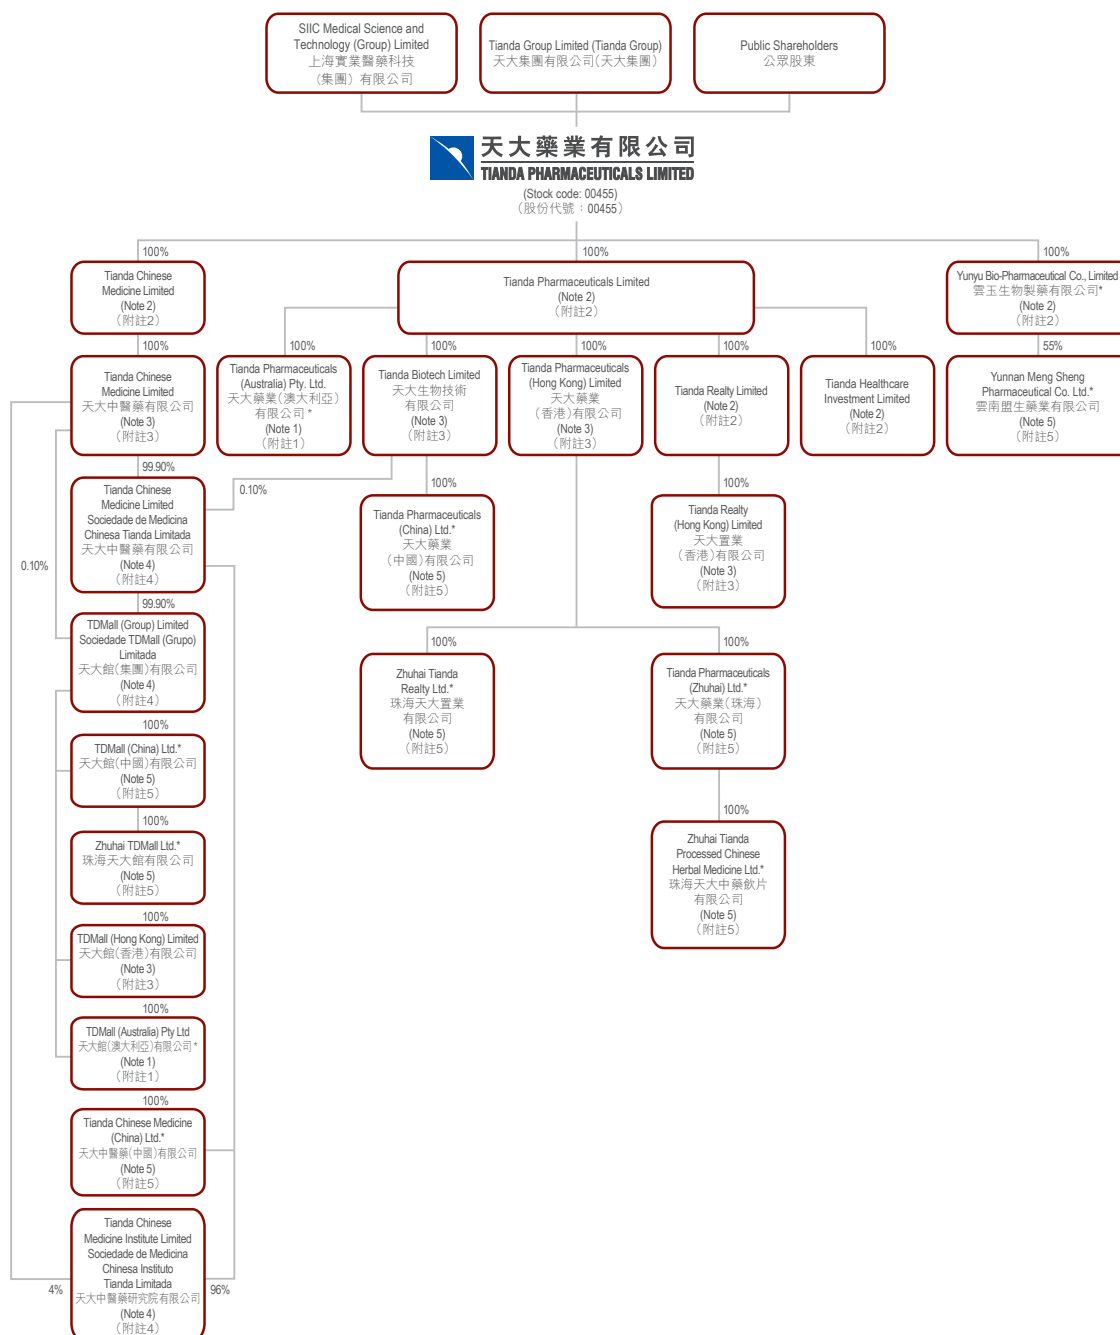 SIIC Medical Science and
Technology (Group) Limited
上海實業醫藥科技
（集團）有限公司
Tianda Group Limited (Tianda Group)
天大集團有限公司（天大集團）
Public Shareholders
公眾股東
天大藥業有限公司
TIANDA PHARMACEUTICALS LIMITED
(Stock code: 00455)
（股份代號：00455）
100%
100%
100%
Tianda Chinese
Medicine Limited
(Note 2)
（附註2）
Tianda Pharmaceuticals Limited
(Note 2)
（附註2）
Yunyu Bio-Pharmaceutical Co., Limited
雲玉生物製藥有限公司*
(Note 2)
（附註2）
100%
100%
100%
100%
100%
100%
55%
Tianda Chinese
Medicine Limited
天大中醫藥有限公司
(Note 3)
（附註3）
Tianda Pharmaceuticals
(Australia) Pty. Ltd.
天大藥業（澳大利亞）
有限公司*
(Note 1)
（附註1）
Tianda Biotech Limited
天大生物技術
有限公司
(Note 3)
（附註3）
Tianda Pharmaceuticals
(Hong Kong) Limited
天大藥業
（香港）有限公司
(Note 3)
（附註3）
Tianda Realty Limited
(Note 2)
（附註2）
Tianda Healthcare
Investment Limited
(Note 2)
（附註2）
Yunnan Meng Sheng
Pharmaceutical Co. Ltd.*
雲南盟生藥業有限公司
(Note 5)
（附註5）
99.90%
0.10%
100%
100%
Tianda Chinese
Medicine Limited
Sociedade de Medicina
Chinesa Tianda Limitada
天大中醫藥有限公司
(Note 4)
（附註4）
Tianda Pharmaceuticals
(China) Ltd.*
天大藥業
（中國）有限公司
(Note 5)
（附註5）
Tianda Realty
(Hong Kong) Limited
天大置業
（香港）有限公司
(Note 3)
（附註3）
0.10%
99.90%
TDMall (Group) Limited
Sociedade TDMall (Grupo)
Limitada
天大館（集團）有限公司
(Note 4)
（附註4）
100%
100%
Zhuhai Tianda
Realty Ltd.*
珠海天大置業
有限公司
(Note 5)
（附註5）
Tianda Pharmaceuticals
(Zhuhai) Ltd.*
天大藥業（珠海）
有限公司
(Note 5)
（附註5）
100%
TDMall (China) Ltd.*
天大館（中國）有限公司
(Note 5)
（附註5）
100%
100%
Zhuhai TDMall Ltd.*
珠海天大館有限公司
(Note 5)
（附註5）
Zhuhai Tianda
Processed Chinese
Herbal Medicine Ltd.*
珠海天大中藥飲片
有限公司
(Note 5)
（附註5）
100%
TDMall (Hong Kong) Limited
天大館（香港）有限公司
(Note 3)
（附註3）
100%
TDMall (Australia) Pty Ltd
天大館（澳大利亞）有限公司*
(Note 1)
（附註1）
100%
Tianda Chinese Medicine
(China) Ltd.*
天大中醫藥（中國）有限公司
(Note 5)
（附註5）
Tianda Chinese
Medicine Institute Limited
Sociedade de Medicina
Chinesa Instituto
Tianda Limitada
天大中醫藥研究院有限公司
(Note 4)
（附註4）
4%
96%